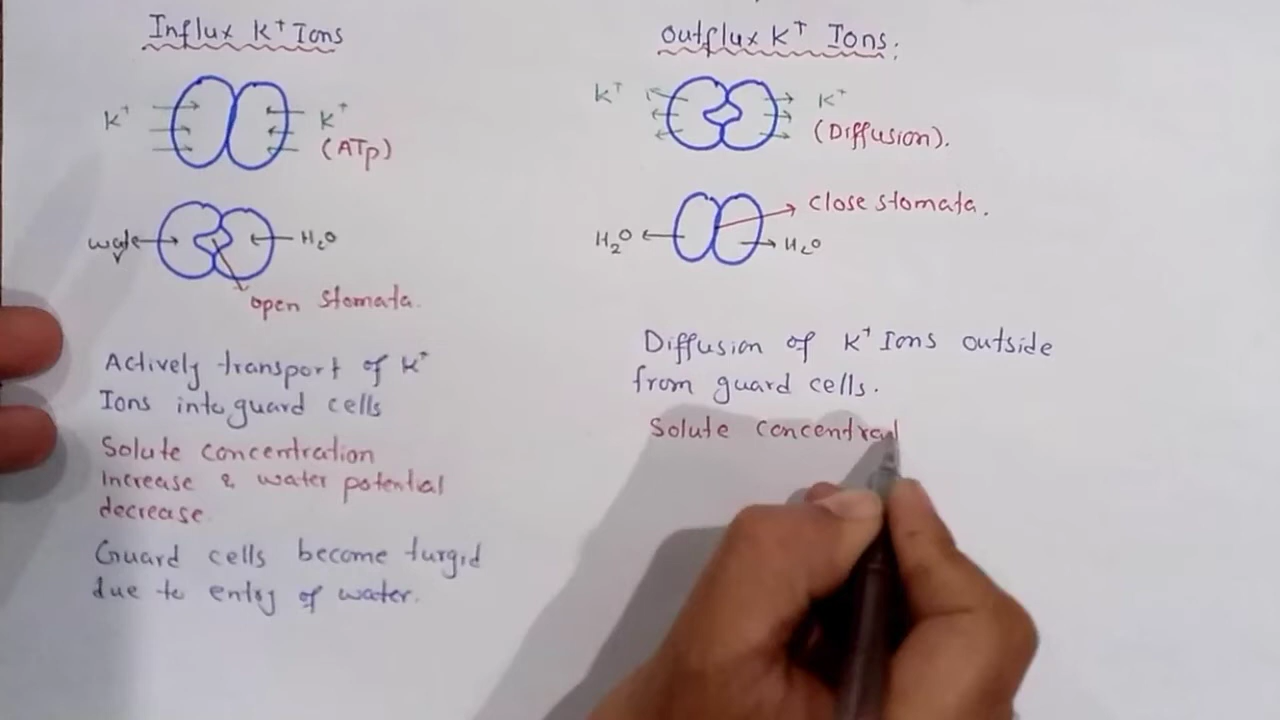 Influx K+ Ions
K+
K+
(ATp)
H2O
open stomata.
Actively transport of K+
Ions into guard cells
Solute concentration
Increase & water potential
decrease.
Guard cells become turgid
due to entry of water.
outflux K+ Ions:
K+
K+
(Diffusion).
close stomata.
H2O
H2O
Diffusion of K+ Ions outside
from guard cells.
Solute concentrat